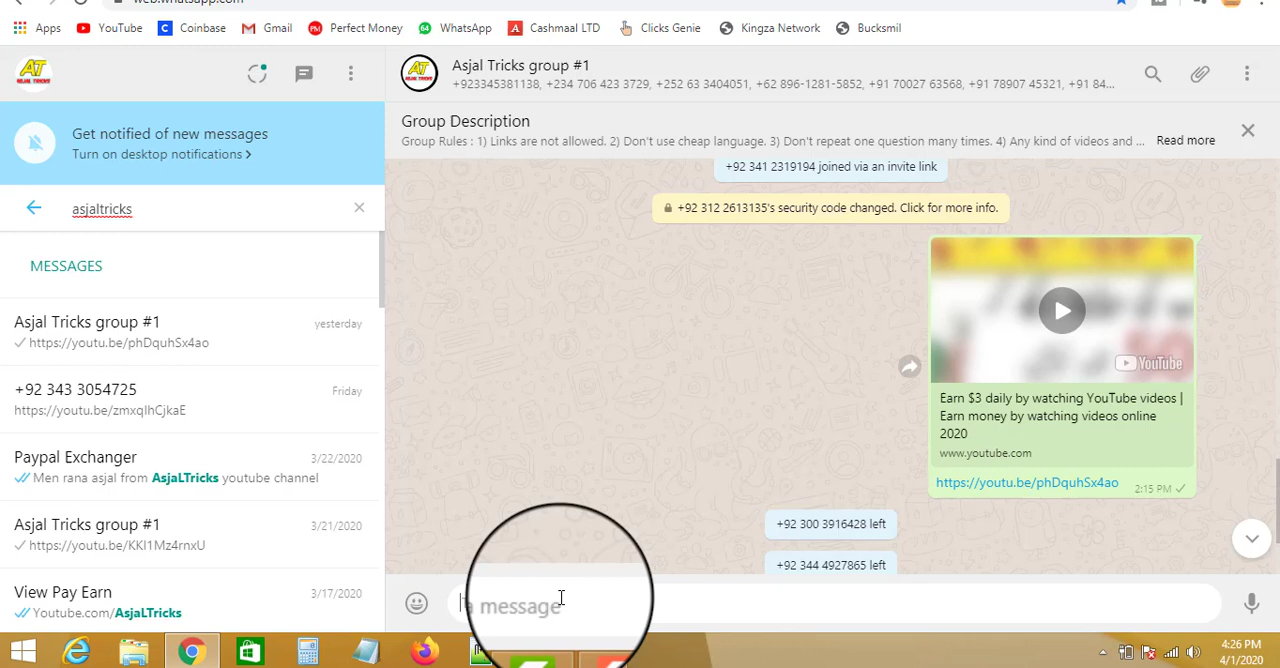 web.whatsapp.com
Apps YouTube Coinbase Gmail Perfect Money WhatsApp Cashmaal LTD Clicks Genie Kingza Network Bucksmil
AT
ASJAL TRICKS
Asjal Tricks group #1
+923345381138, +234 706 423 3729, +252 63 3404051, +62 896-1281-5852, +91 70027 63568, +91 78907 45321, +91 84...
Get notified of new messages
Turn on desktop notifications >
Group Description
Group Rules : 1) Links are not allowed. 2) Don't use cheap language. 3) Don't repeat one question many times. 4) Any kind of videos and ... Read more
asjaltricks
MESSAGES
Asjal Tricks group #1 yesterday
https://youtu.be/phDquhSx4ao
+92 343 3054725 Friday
https://youtu.be/zmxqIhCjkaE
Paypal Exchanger 3/22/2020
Men rana asjal from AsjaLTricks youtube channel
Asjal Tricks group #1 3/21/2020
https://youtu.be/KKI1Mz4rnxU
View Pay Earn 3/17/2020
Youtube.com/AsjaLTricks
+92 341 2319194 joined via an invite link
+92 312 2613135's security code changed. Click for more info.
YouTube
Earn $3 daily by watching YouTube videos |
Earn money by watching videos online
2020
www.youtube.com
https://youtu.be/phDquhSx4ao 2:15 PM
+92 300 3916428 left
+92 344 4927865 left
a message
4:26 PM
4/1/2020